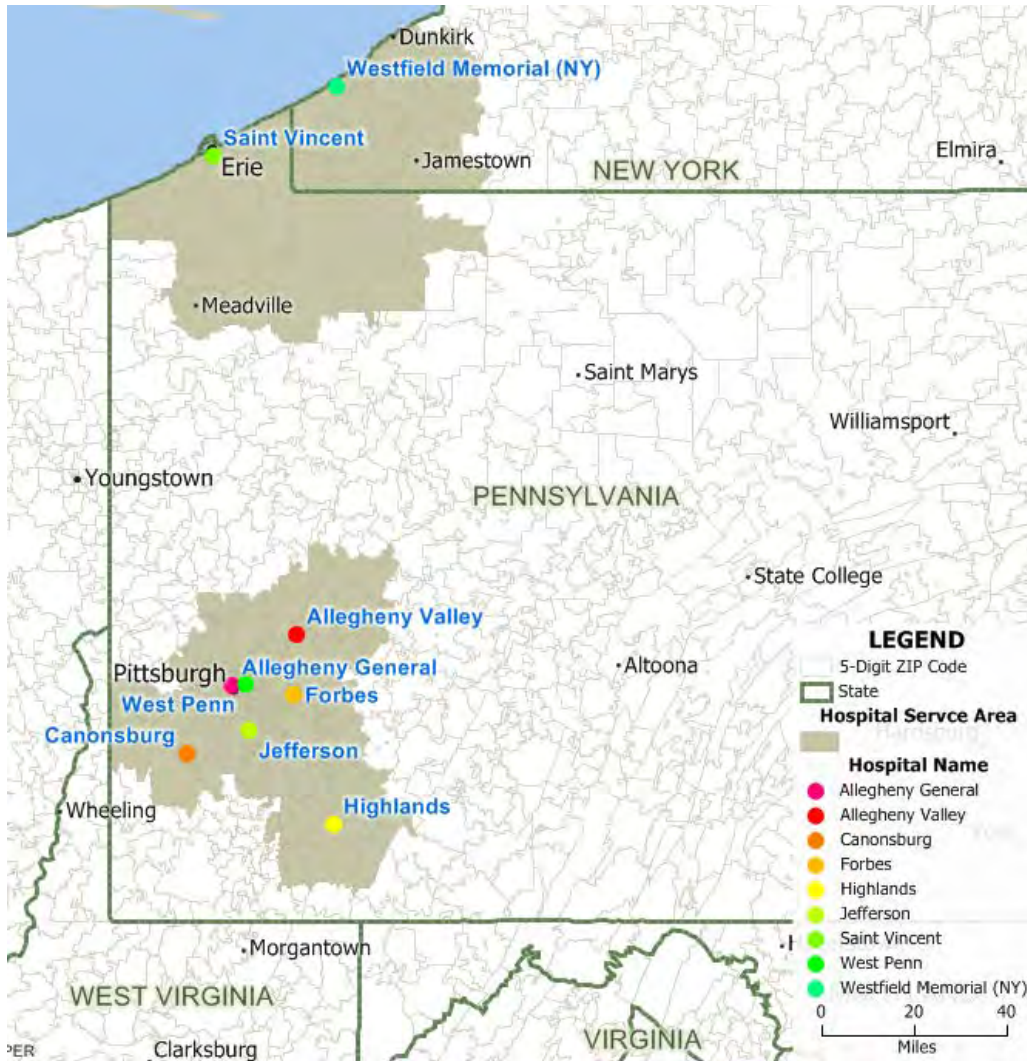 Dunkirk
Westfield Memorial (NY)
Saint Vincent
Erie
Jamestown
Elmira
NEW YORK
Meadville
Saint Marys
Williamsport
Youngstown
PENNSYLVANIA
State College
Allegheny Valley
Pittsburgh
Allegheny General
Altoona
West Penn
Forbes
Canonsburg
Jefferson
Wheeling
Highlands
Morgantown
WEST VIRGINIA
VIRGINIA
Clarksburg
PER
LEGEND
5-Digit ZIP Code
State
Hospital Servce Area
Hospital Name
Allegheny General
Allegheny Valley
Canonsburg
Forbes
Highlands
Jefferson
Saint Vincent
West Penn
Westfield Memorial (NY)
0 20 40
Miles